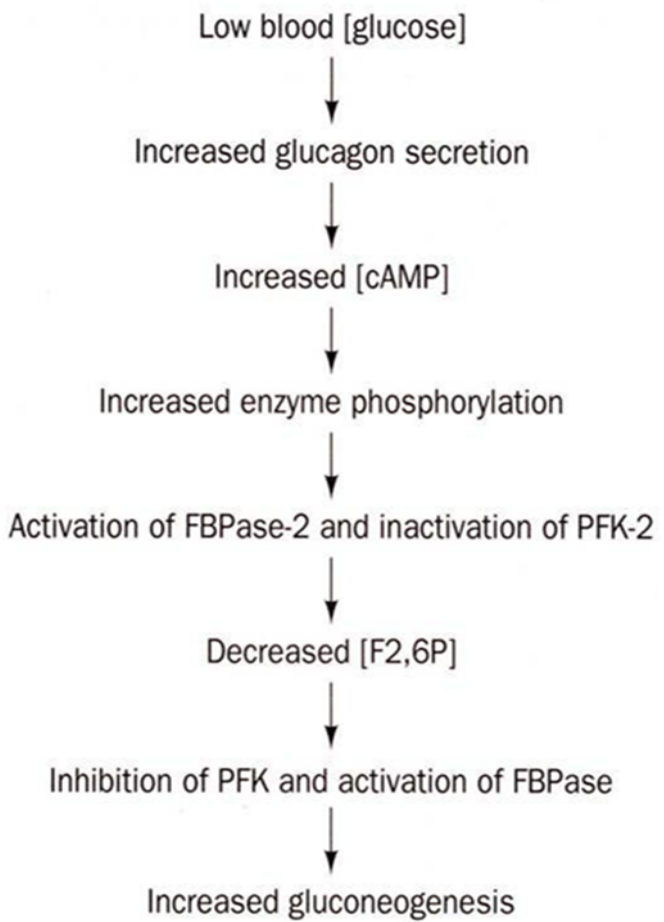 Low blood [glucose]
Increased glucagon secretion
Increased [cAMP]
Increased enzyme phosphorylation
Activation of FBPase-2 and inactivation of PFK-2
Decreased [F2,6P]
Inhibition of PFK and activation of FBPase
Increased gluconeogenesis